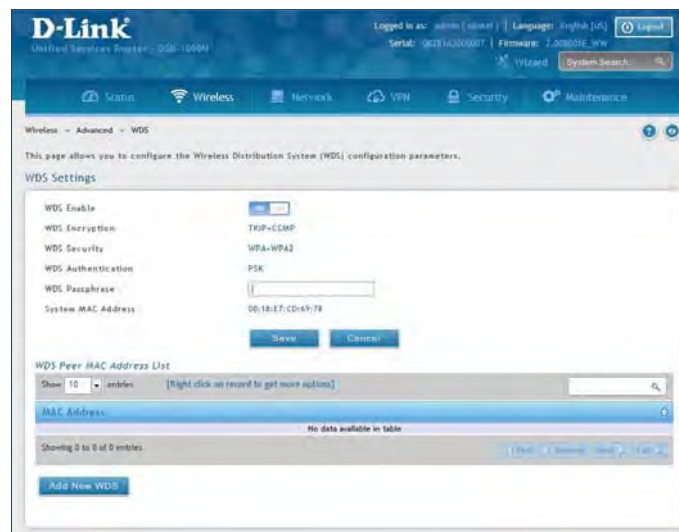 D-Link
Unified Services Router - DSR-1000N
Logged in as: admin
Language: English [US]
Logout
Serial:
Firmware:
Wizard
System Search
Status
Wireless
Network
VPN
Security
Maintenance
Wireless - Advanced - WDS
This page allows you to configure the Wireless Distribution System (WDS) configuration parameters.
WDS Settings
WDS Enable
ON
WDS Encryption TKIP+CCMP
WDS Security WPA+WPA2
WDS Authentication PSK
WDS Passphrase
System MAC Address 00:18:E7:CD:69:78
Save Cancel
WDS Peer MAC Address List
Show 10 entries [Right click on record to get more options]
MAC Address
No data available in table
Showing 0 to 0 of 0 entries
Add New WDS